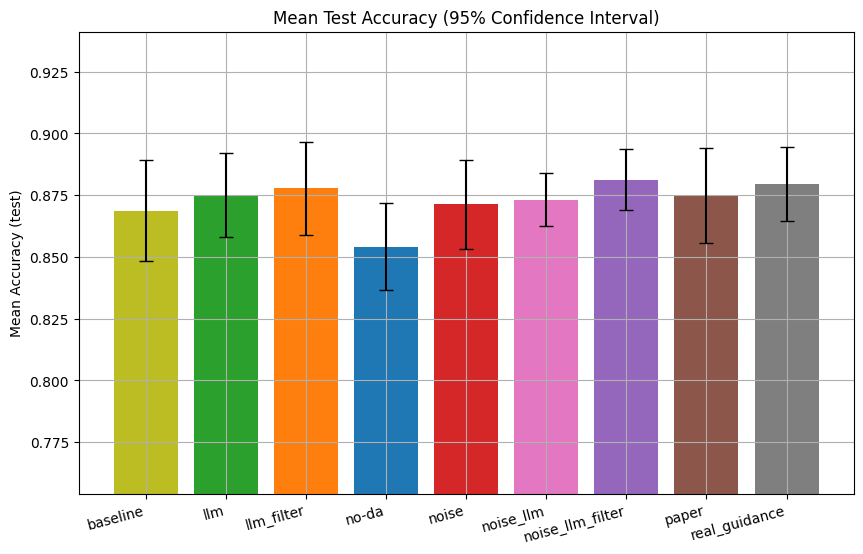 Mean Test Accuracy (95% Confidence Interval)
Mean Accuracy (test)
0.925
0.900
0.875
0.850
0.825
0.800
0.775
baseline
llm
llm_filter
no-da
noise
noise_llm
noise_llm_filter
paper
real_guidance